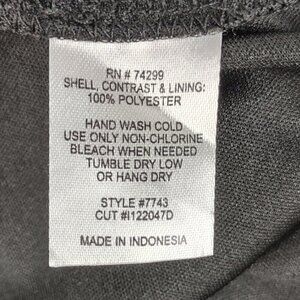 RN # 74299
SHELL, CONTRAST & LINING:
100% POLYESTER
HAND WASH COLD
USE ONLY NON-CHLORINE
BLEACH WHEN NEEDED
TUMBLE DRY LOW
OR HANG DRY
STYLE #7743
CUT #I122047D
MADE IN INDONESIA